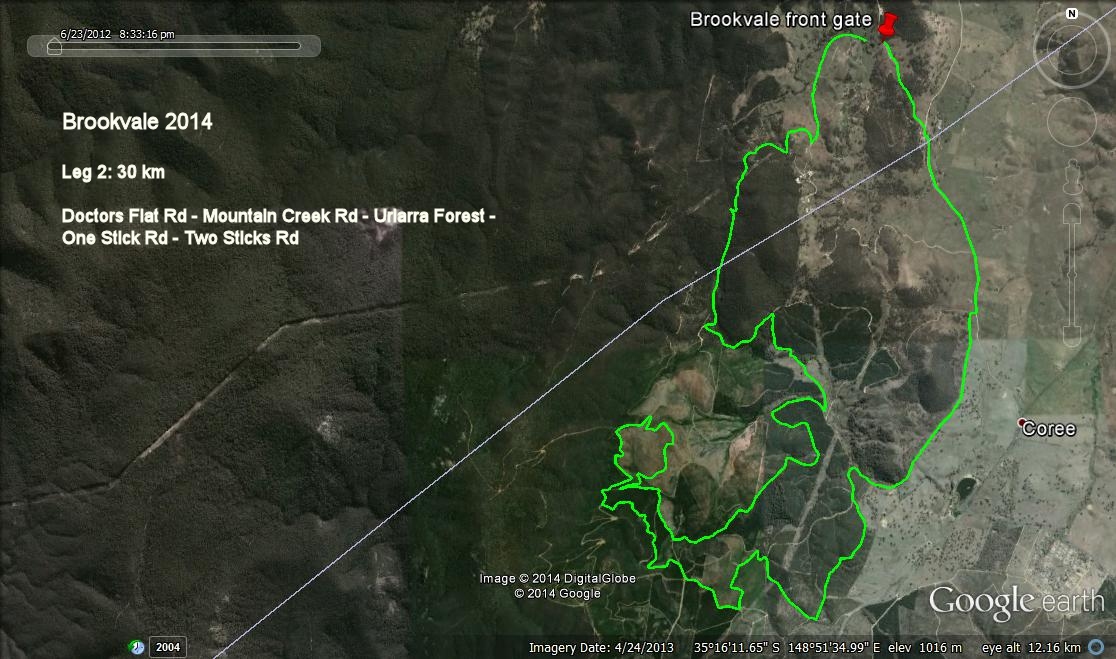 Brookvale front gate
N
6/23/2012 8:33:16 pm
Brookvale 2014
Leg 2: 30 km
Doctors Flat Rd - Mountain Creek Rd - Uriarra Forest -
One Stick Rd - Two Sticks Rd
Coree
Image © 2014 DigitalGlobe
© 2014 Google
Google earth
2004
Imagery Date: 4/24/2013 35°16'11.65" S 148°51'34.99" E elev 1016 m eye alt 12.16 km